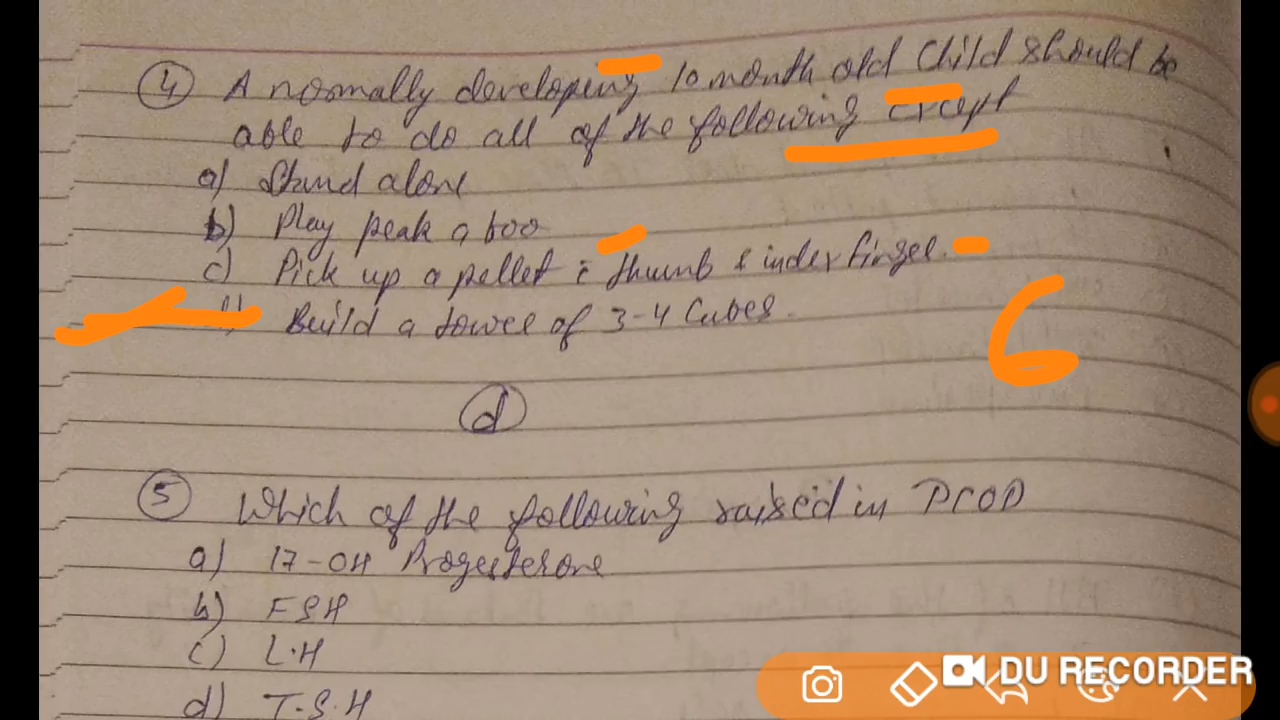 4 A normally developing 10 month old Child should be
able to do all of the following except
a) Stand alone
b) Play peak a boo
c) Pick up a pellet c thumb & index finger.
d) Build a tower of 3-4 Cubes.
d
5 Which of the following raised in PCOD
a) 17-OH Progesterone
b) FSH
c) L.H
d) T.S.H
DU RECORDER